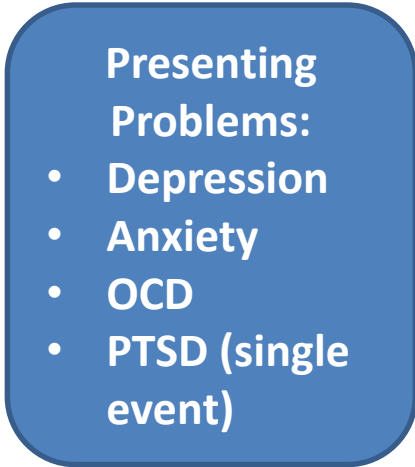 Presenting
Problems:
• Depression
• Anxiety
• OCD
• PTSD (single
event)